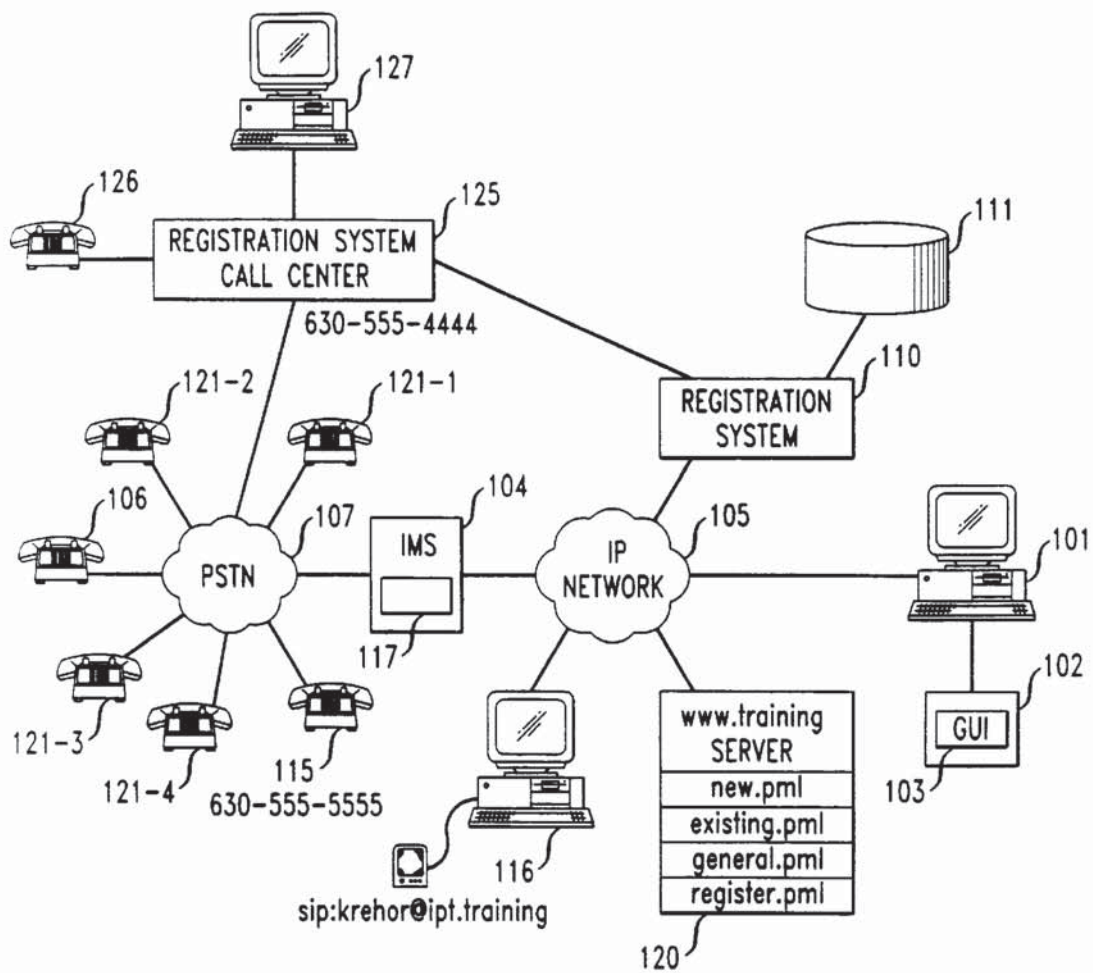 127
126
125
REGISTRATION SYSTEM
CALL CENTER
630-555-4444
111
110
REGISTRATION
SYSTEM
121-2
121-1
106
107
PSTN
104
IMS
117
105
IP
NETWORK
101
102
GUI
103
121-3
121-4
115
630-555-5555
116
sip:krehor@ipt.training
www.training
SERVER
new.pml
existing.pml
general.pml
register.pml
120